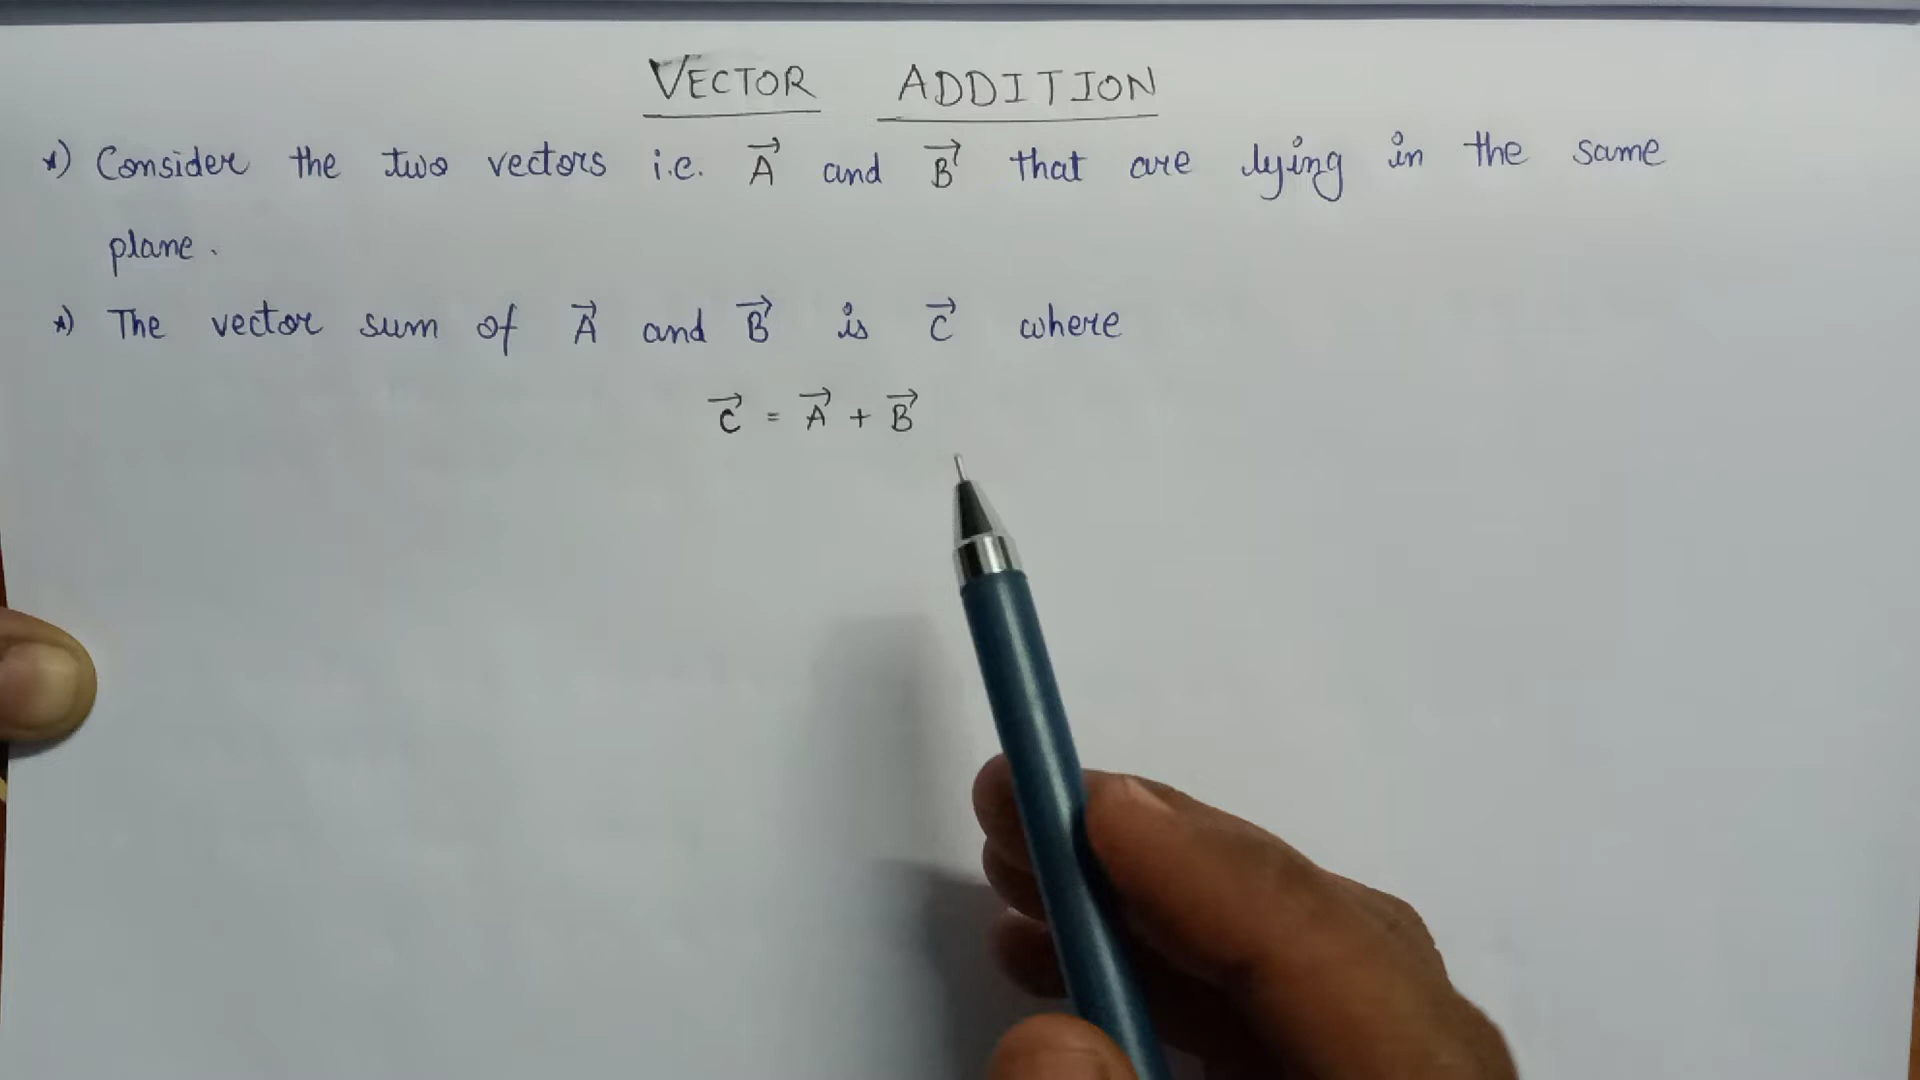 VECTOR ADDITION
*) Consider the two vectors i.e. A⃗ and B⃗ that are lying in the same
plane.
*) The vector sum of A⃗ and B⃗ is C⃗ where
C⃗ = A⃗ + B⃗